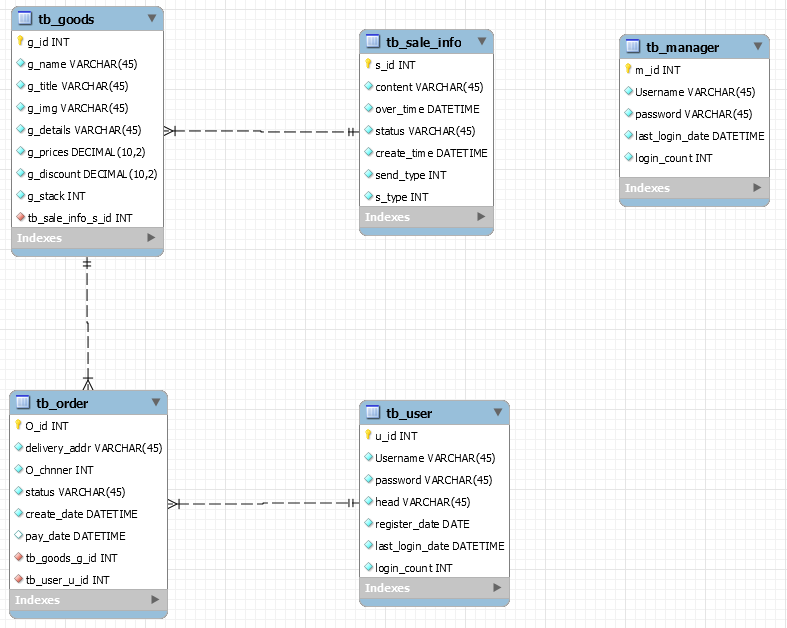 tb_goods
g_id INT
g_name VARCHAR(45)
g_title VARCHAR(45)
g_img VARCHAR(45)
g_details VARCHAR(45)
g_prices DECIMAL(10,2)
g_discount DECIMAL(10,2)
g_stack INT
tb_sale_info_s_id INT
Indexes
tb_sale_info
s_id INT
content VARCHAR(45)
over_time DATETIME
status VARCHAR(45)
create_time DATETIME
send_type INT
s_type INT
Indexes
tb_manager
m_id INT
Username VARCHAR(45)
password VARCHAR(45)
last_login_date DATETIME
login_count INT
Indexes
tb_order
O_id INT
delivery_addr VARCHAR(45)
O_chnner INT
status VARCHAR(45)
create_date DATETIME
pay_date DATETIME
tb_goods_g_id INT
tb_user_u_id INT
Indexes
tb_user
u_id INT
Username VARCHAR(45)
password VARCHAR(45)
head VARCHAR(45)
register_date DATE
last_login_date DATETIME
login_count INT
Indexes